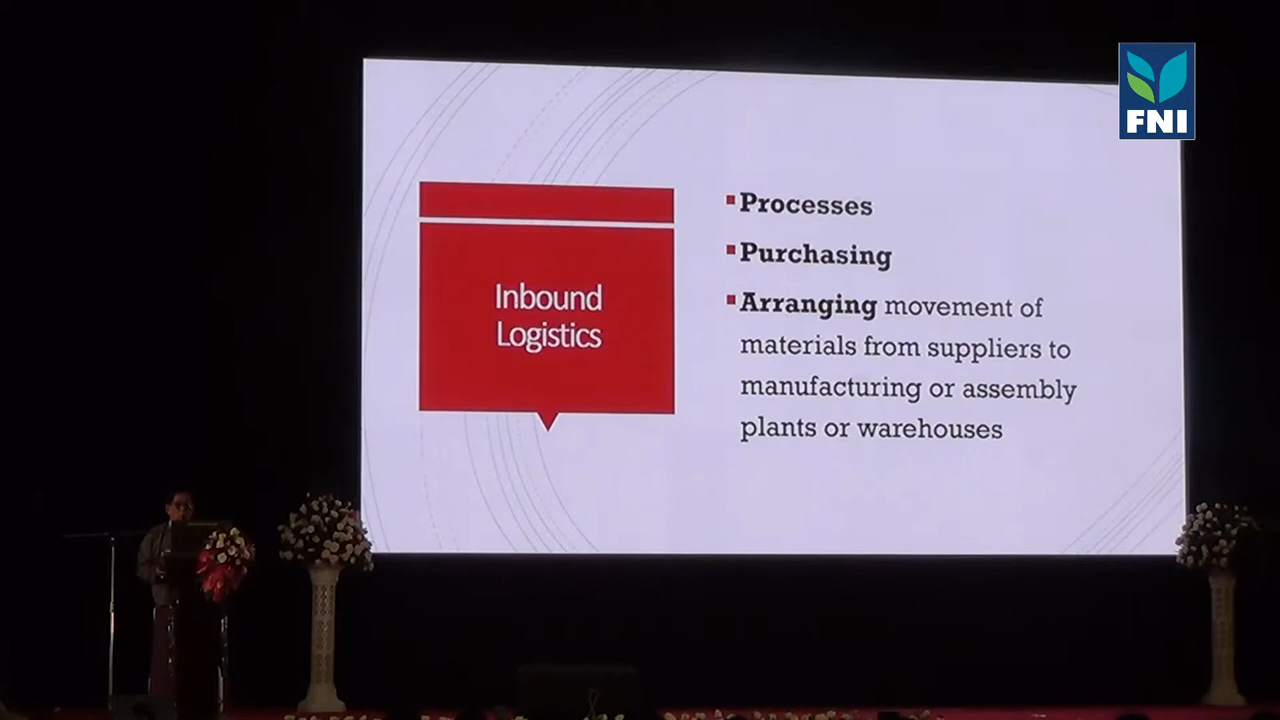 FNI
Inbound
Logistics
Processes
Purchasing
Arranging movement of
materials from suppliers to
manufacturing or assembly
plants or warehouses